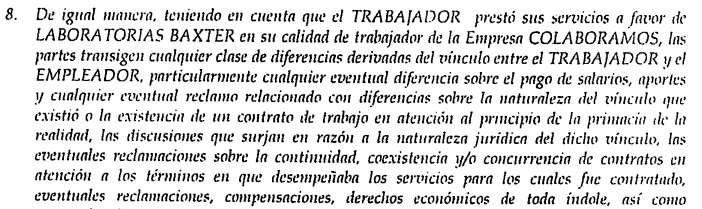 8. De igual manera, teniendo en cuenta que el TRABAJADOR prestó sus servicios a favor de
LABORATORIAS BAXTER en su calidad de trabajador de la Empresa COLABORAMOS, las
partes transigen cualquier clase de diferencias derivadas del vínculo entre el TRABAJADOR y el
EMPLEADOR, particularmente cualquier eventual diferencia sobre el pago de salarios, aportes
y cualquier eventual reclamo relacionado con diferencias sobre la naturaleza del vínculo que
existió o la existencia de un contrato de trabajo en atención al principio de la primacía de la
realidad, las discusiones que surjan en razón a la naturaleza jurídica del dicho vínculo, las
eventuales reclamaciones sobre la continuidad, coexistencia y/o concurrencia de contratos en
atención a los términos en que desempeñaba los servicios para los cuales fue contratado,
eventuales reclamaciones, compensaciones, derechos económicos de toda índole, así como